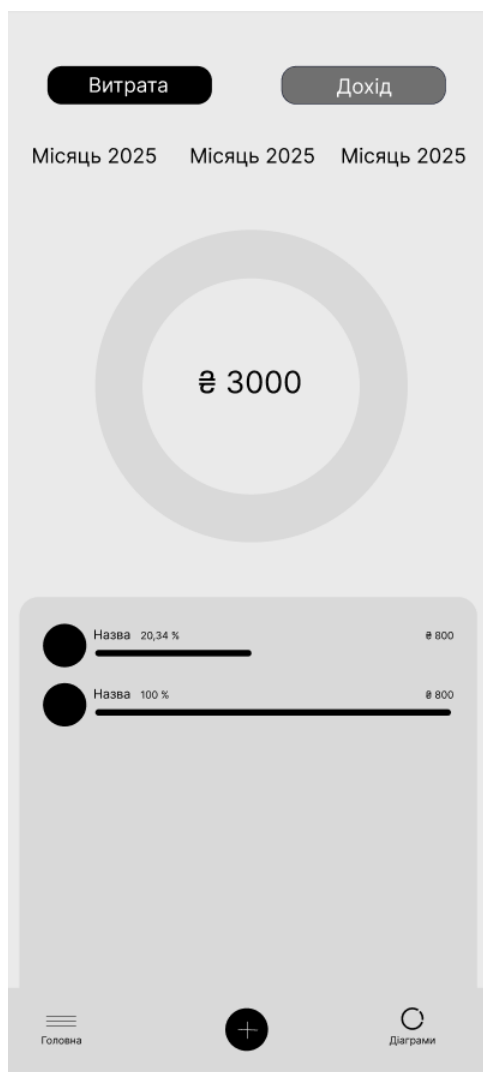 Витрата Дохід
Місяць 2025 Місяць 2025 Місяць 2025
₴ 3000
Назва 20,34 % ₴ 800
Назва 100 % ₴ 800
Головна Діаграми